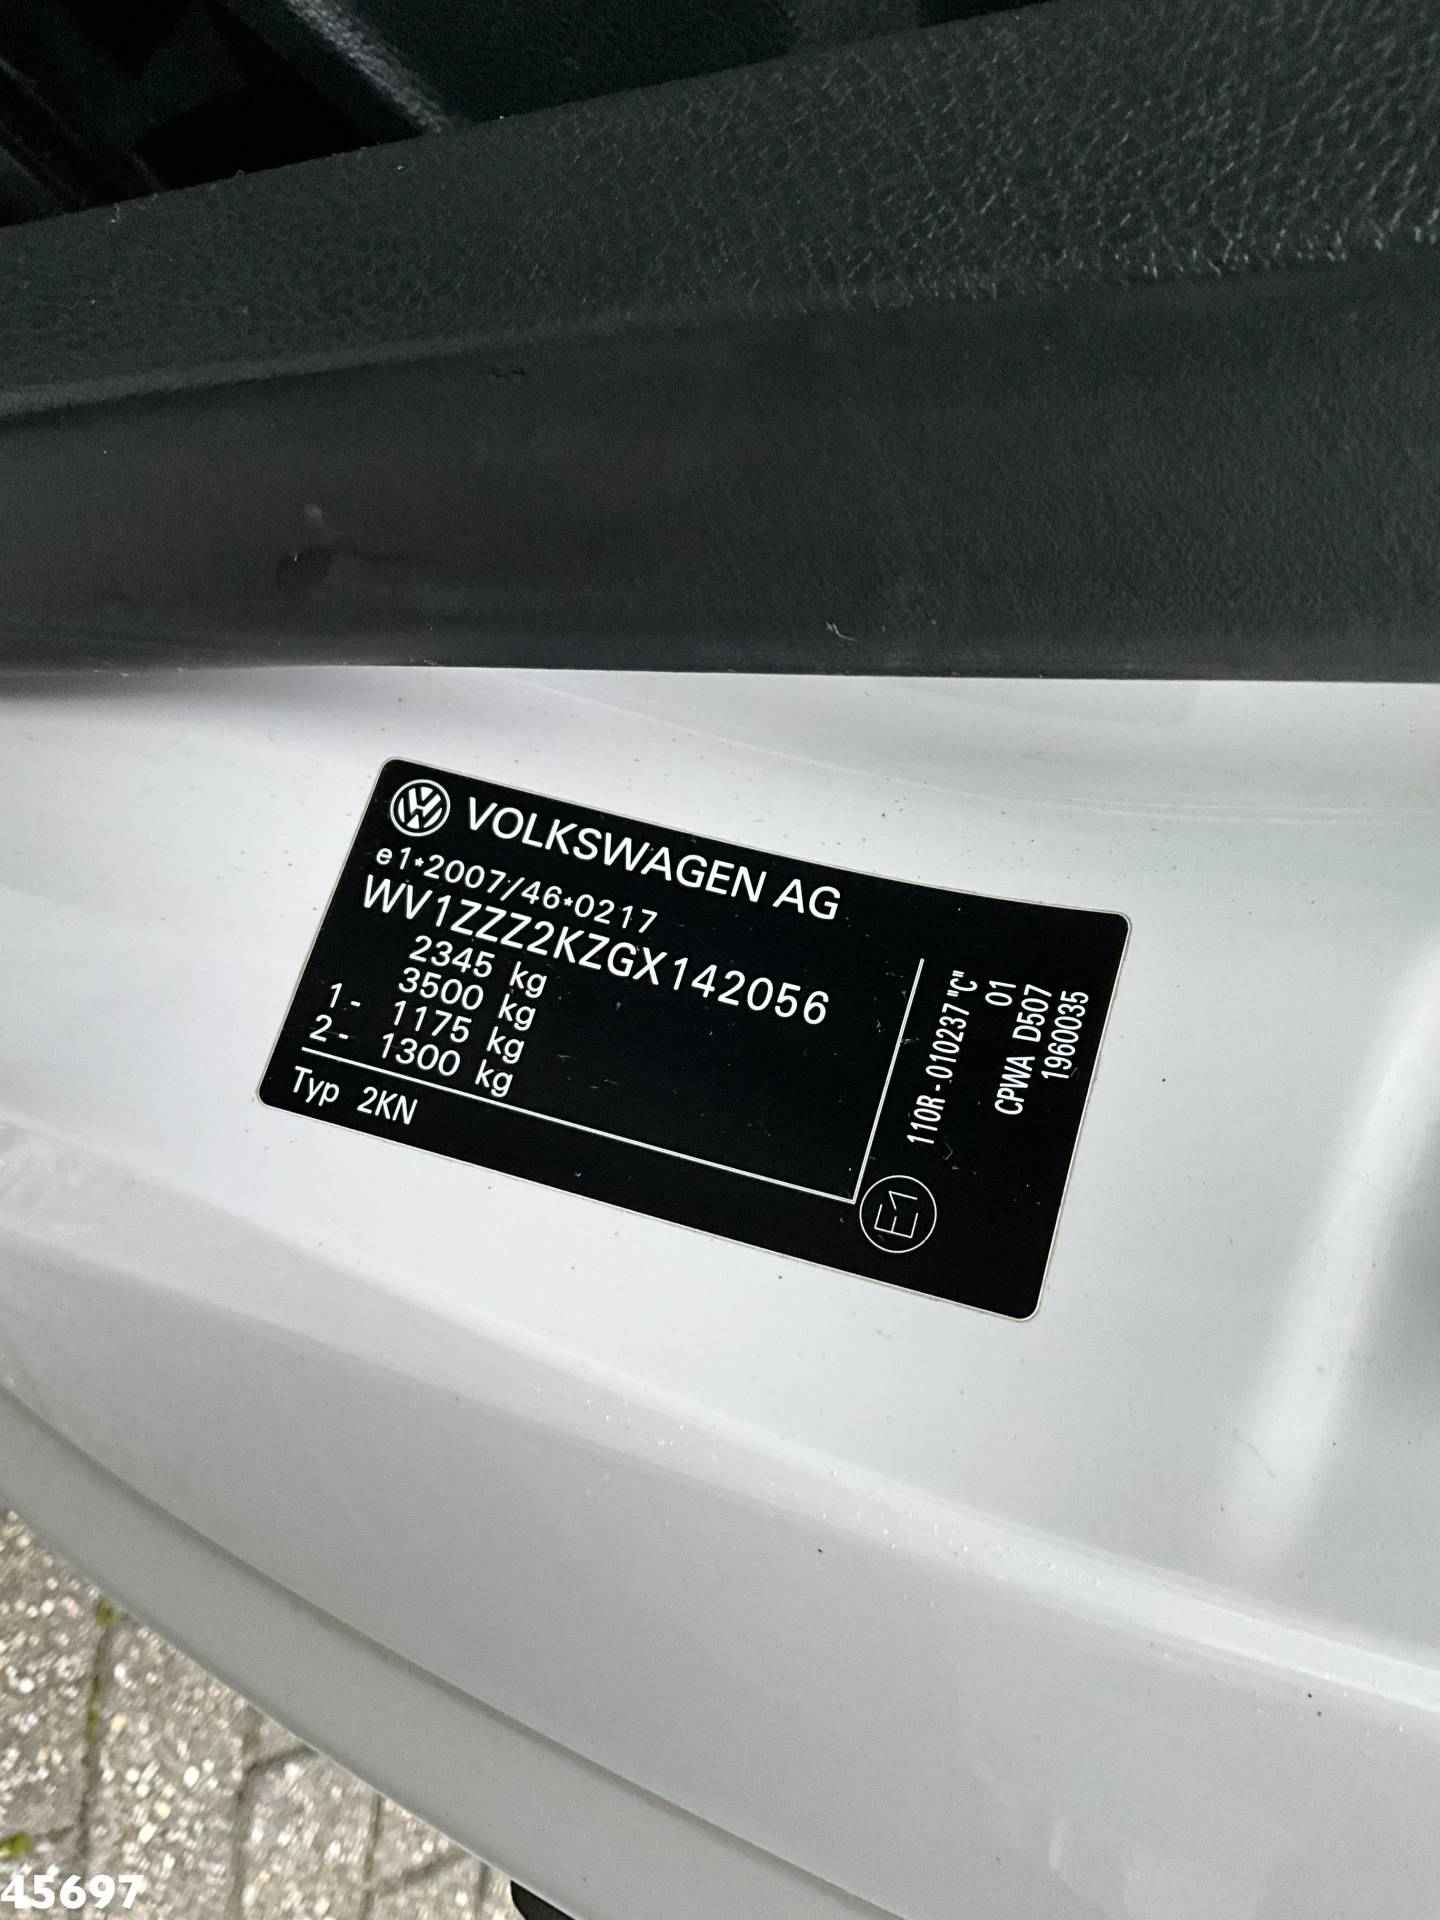 VOLKSWAGEN AG
e1*2007/46*0217
WV1ZZZ2KZGX142056
2345 kg
3500 kg
1- 1175 kg
2- 1300 kg
Typ 2KN
110R-010237 "C"
01
CPWA D507
1960035
E1
45697